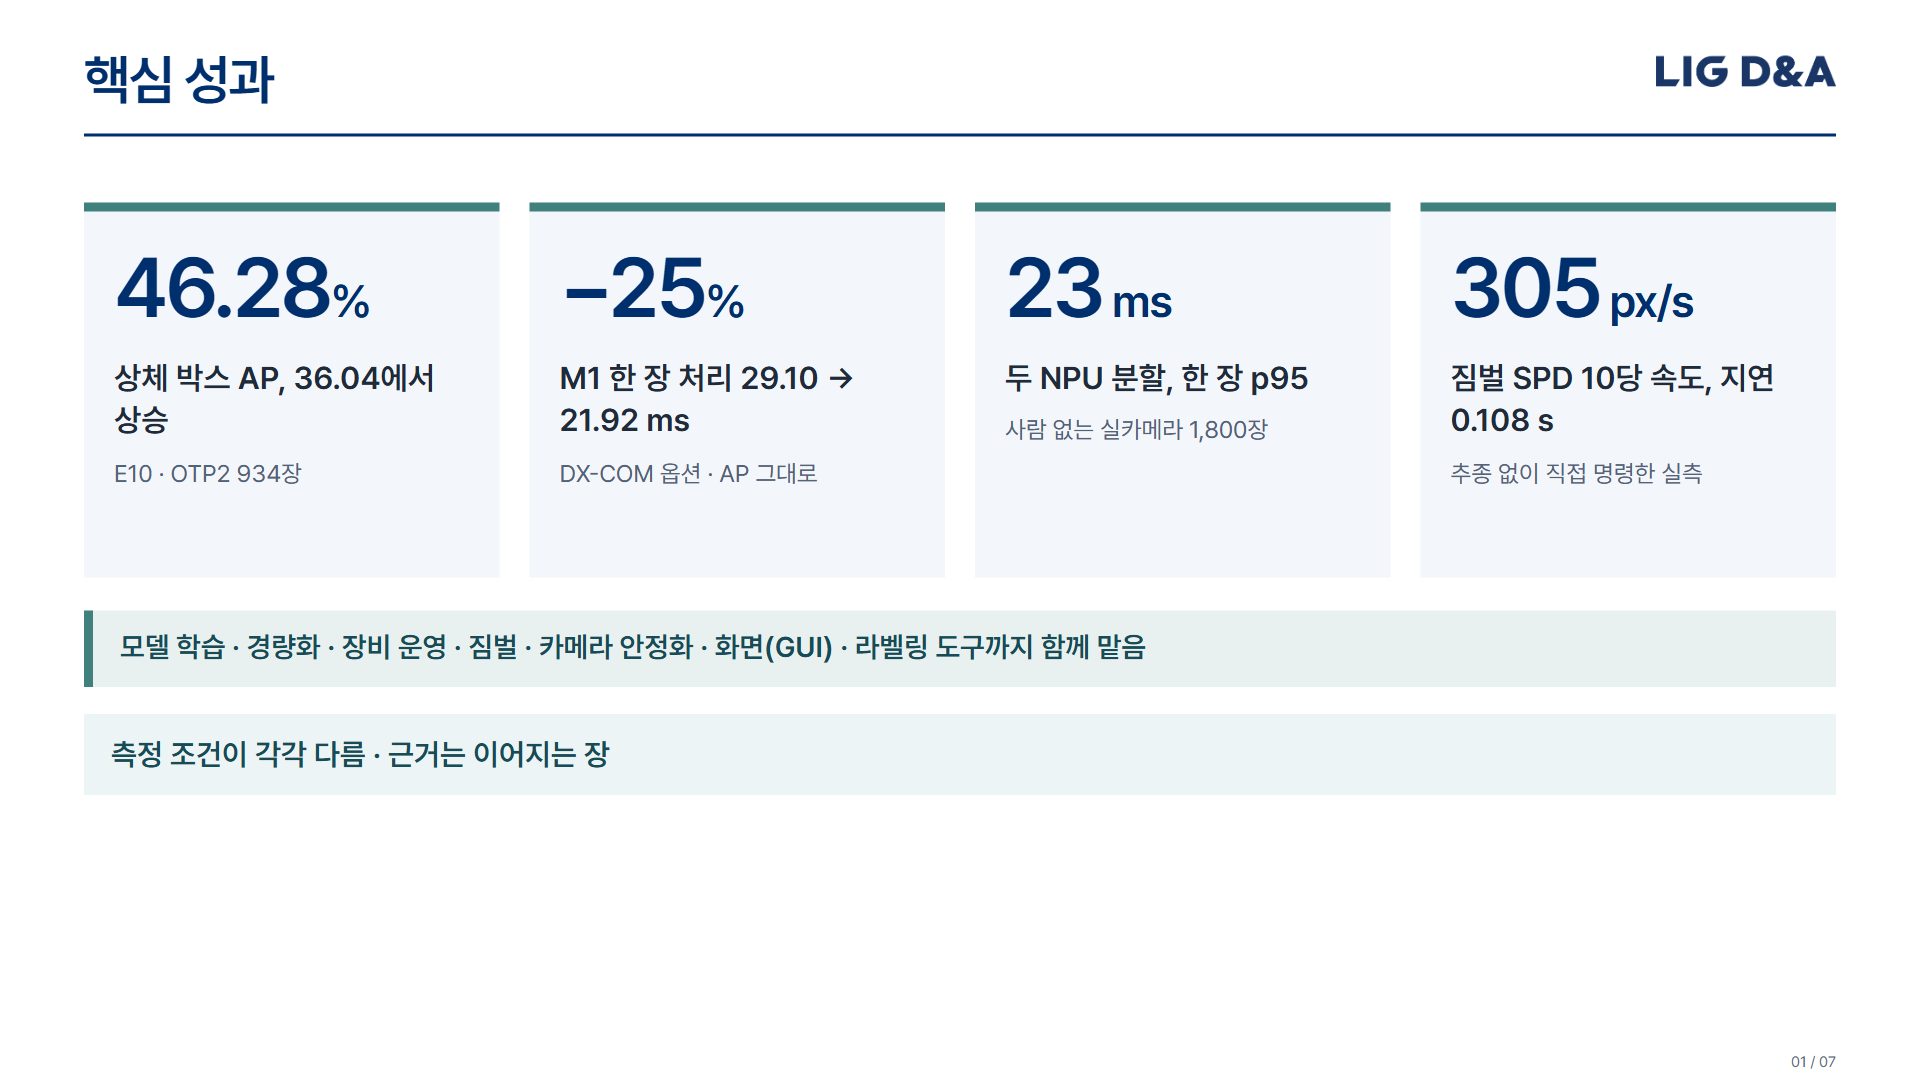 핵심 성과
LIG D&A
46.28%
상체 박스 AP, 36.04에서
상승
E10 · OTP2 934장
−25%
M1 한 장 처리 29.10 →
21.92 ms
DX-COM 옵션 · AP 그대로
23 ms
두 NPU 분할, 한 장 p95
사람 없는 실카메라 1,800장
305 px/s
짐벌 SPD 10당 속도, 지연
0.108 s
추종 없이 직접 명령한 실측
모델 학습 · 경량화 · 장비 운영 · 짐벌 · 카메라 안정화 · 화면(GUI) · 라벨링 도구까지 함께 맡음
측정 조건이 각각 다름 · 근거는 이어지는 장
01 / 07